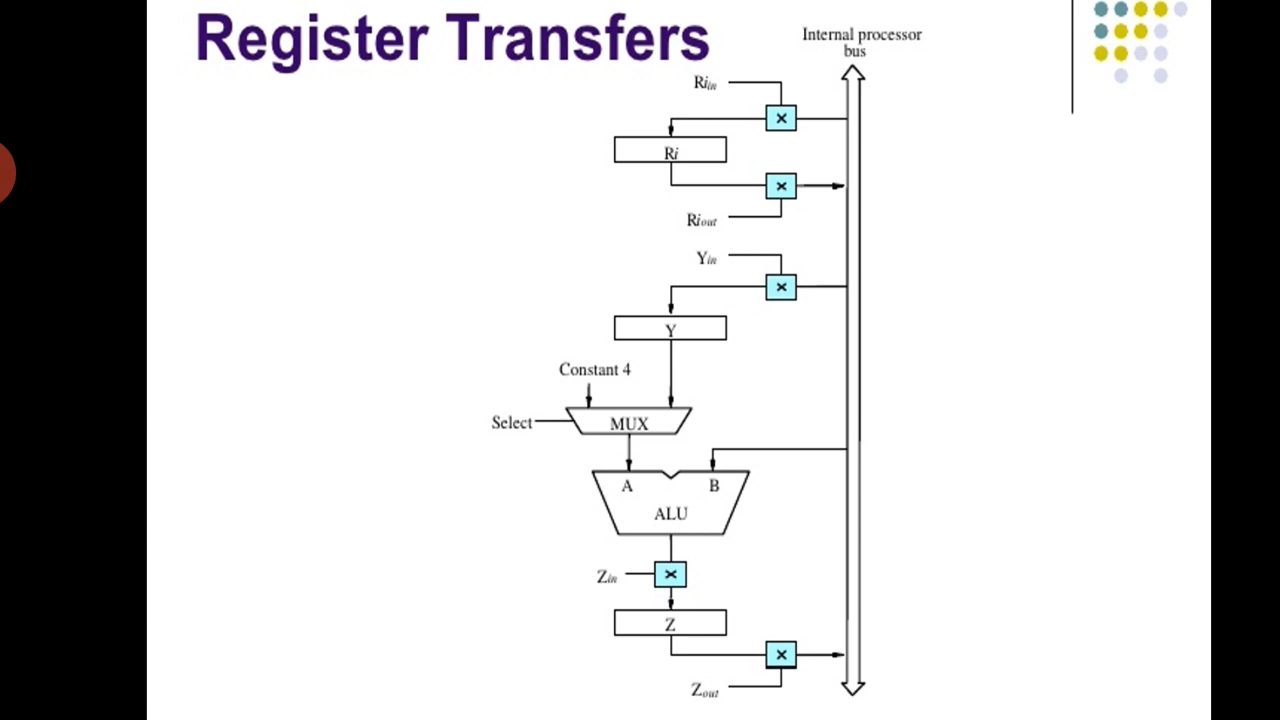 Register Transfers
Internal processor
bus
Riin
Ri
Riout
Yin
Y
Constant 4
Select
MUX
A
B
ALU
Zin
Z
Zout